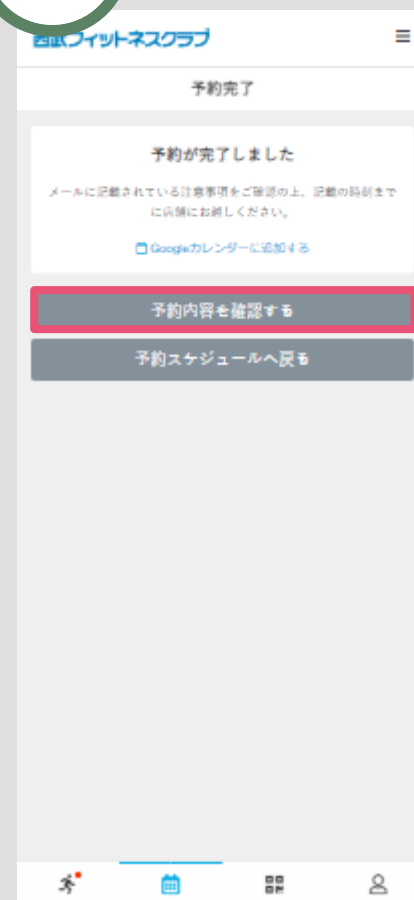 西武フィットネスクラブ
予約完了
予約が完了しました
メールに記載されている注意事項をご確認の上、記載の時刻まで
に店舗にお越しください。
Googleカレンダーに追加する
予約内容を確認する
予約スケジュールへ戻る